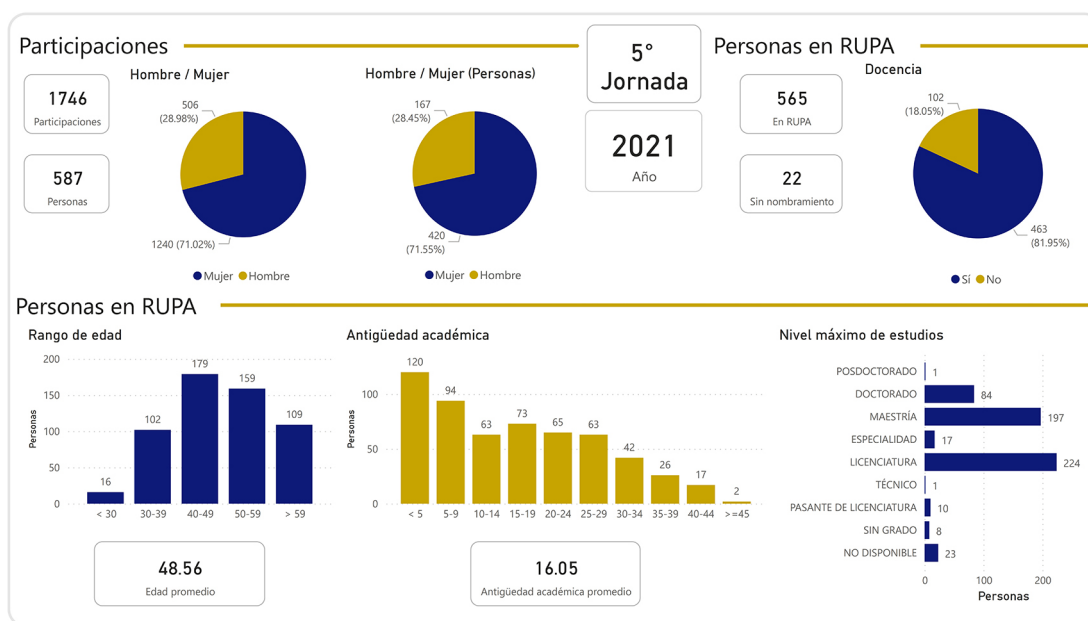 Participaciones
1746
Participaciones
587
Personas
Hombre / Mujer
506
(28.98%)
1240 (71.02%)
Mujer Hombre
Hombre / Mujer (Personas)
167
(28.45%)
420
(71.55%)
Mujer Hombre
5°
Jornada
2021
Año
Personas en RUPA
565
En RUPA
22
Sin nombramiento
Docencia
102
(18.05%)
463
(81.95%)
Sí No
Personas en RUPA
Rango de edad
Personas
200
150
100
50
0
16
102
179
159
109
< 30 30-39 40-49 50-59 > 59
48.56
Edad promedio
Antigüedad académica
Personas
100
50
0
120
94
63
73
65
63
42
26
17
2
< 5 5-9 10-14 15-19 20-24 25-29 30-34 35-39 40-44 >=45
16.05
Antigüedad académica promedio
Nivel máximo de estudios
POSDOCTORADO 1
DOCTORADO 84
MAESTRÍA 197
ESPECIALIDAD 17
LICENCIATURA 224
TÉCNICO 1
PASANTE DE LICENCIATURA 10
SIN GRADO 8
NO DISPONIBLE 23
0 100 200
Personas